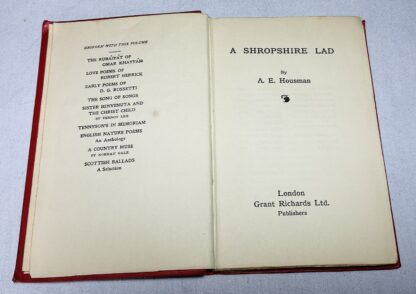 UNIFORM WITH THIS VOLUME
THE RUBÁIYÁT OF
OMAR KHAYYÁM
LOVE POEMS OF
ROBERT HERRICK
EARLY POEMS OF
D. G. ROSSETTI
THE SONG OF SONGS
SISTER BENVENUTA AND
THE CHRIST CHILD
BY VERNON LEE
TENNYSON'S IN MEMORIAM
ENGLISH NATURE POEMS
An Anthology
A COUNTRY MUSE
BY NORMAN GALE
SCOTTISH BALLADS
A Selection
A SHROPSHIRE LAD
By
A. E. Housman
London
Grant Richards Ltd.
Publishers